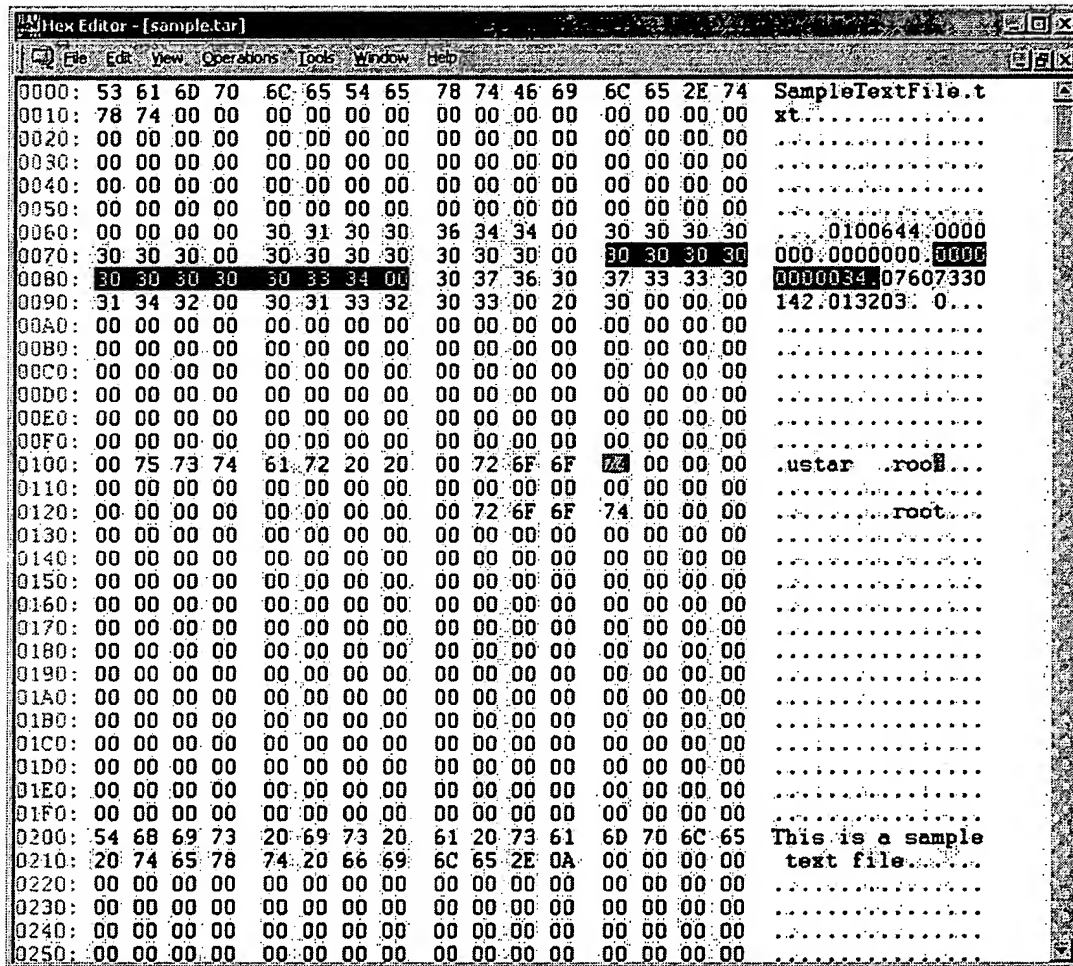 Hex Editor - [sample.tar]
File Edit View Operations Tools Window Help
0000: 53 61 6D 70 6C 65 54 65 78 74 46 69 6C 65 2E 74 SampleTextFile.t
0010: 78 74 00 00 00 00 00 00 00 00 00 00 00 00 00 00 xt..............
0020: 00 00 00 00 00 00 00 00 00 00 00 00 00 00 00 00 ................
0030: 00 00 00 00 00 00 00 00 00 00 00 00 00 00 00 00 ................
0040: 00 00 00 00 00 00 00 00 00 00 00 00 00 00 00 00 ................
0050: 00 00 00 00 00 00 00 00 00 00 00 00 00 00 00 00 ................
0060: 00 00 00 00 30 31 30 30 36 34 34 00 30 30 30 30 ....0100644.0000
0070: 30 30 30 00 30 30 30 30 30 30 30 00 30 30 30 30 000.0000000.0000
0080: 30 30 30 30 30 33 34 00 30 37 36 30 37 33 33 30 0000034.07607330
0090: 31 34 32 00 30 31 33 32 30 33 00 20 30 00 00 00 142.013203. 0...
00A0: 00 00 00 00 00 00 00 00 00 00 00 00 00 00 00 00 ................
00B0: 00 00 00 00 00 00 00 00 00 00 00 00 00 00 00 00 ................
00C0: 00 00 00 00 00 00 00 00 00 00 00 00 00 00 00 00 ................
00D0: 00 00 00 00 00 00 00 00 00 00 00 00 00 00 00 00 ................
00E0: 00 00 00 00 00 00 00 00 00 00 00 00 00 00 00 00 ................
00F0: 00 00 00 00 00 00 00 00 00 00 00 00 00 00 00 00 ................
0100: 00 75 73 74 61 72 20 20 00 72 6F 6F 74 00 00 00 .ustar  .root...
0110: 00 00 00 00 00 00 00 00 00 00 00 00 00 00 00 00 ................
0120: 00 00 00 00 00 00 00 00 00 72 6F 6F 74 00 00 00 .........root...
0130: 00 00 00 00 00 00 00 00 00 00 00 00 00 00 00 00 ................
0140: 00 00 00 00 00 00 00 00 00 00 00 00 00 00 00 00 ................
0150: 00 00 00 00 00 00 00 00 00 00 00 00 00 00 00 00 ................
0160: 00 00 00 00 00 00 00 00 00 00 00 00 00 00 00 00 ................
0170: 00 00 00 00 00 00 00 00 00 00 00 00 00 00 00 00 ................
0180: 00 00 00 00 00 00 00 00 00 00 00 00 00 00 00 00 ................
0190: 00 00 00 00 00 00 00 00 00 00 00 00 00 00 00 00 ................
01A0: 00 00 00 00 00 00 00 00 00 00 00 00 00 00 00 00 ................
01B0: 00 00 00 00 00 00 00 00 00 00 00 00 00 00 00 00 ................
01C0: 00 00 00 00 00 00 00 00 00 00 00 00 00 00 00 00 ................
01D0: 00 00 00 00 00 00 00 00 00 00 00 00 00 00 00 00 ................
01E0: 00 00 00 00 00 00 00 00 00 00 00 00 00 00 00 00 ................
01F0: 00 00 00 00 00 00 00 00 00 00 00 00 00 00 00 00 ................
0200: 54 68 69 73 20 69 73 20 61 20 73 61 6D 70 6C 65 This is a sample
0210: 20 74 65 78 74 20 66 69 6C 65 2E 0A 00 00 00 00  text file......
0220: 00 00 00 00 00 00 00 00 00 00 00 00 00 00 00 00 ................
0230: 00 00 00 00 00 00 00 00 00 00 00 00 00 00 00 00 ................
0240: 00 00 00 00 00 00 00 00 00 00 00 00 00 00 00 00 ................
0250: 00 00 00 00 00 00 00 00 00 00 00 00 00 00 00 00 ................